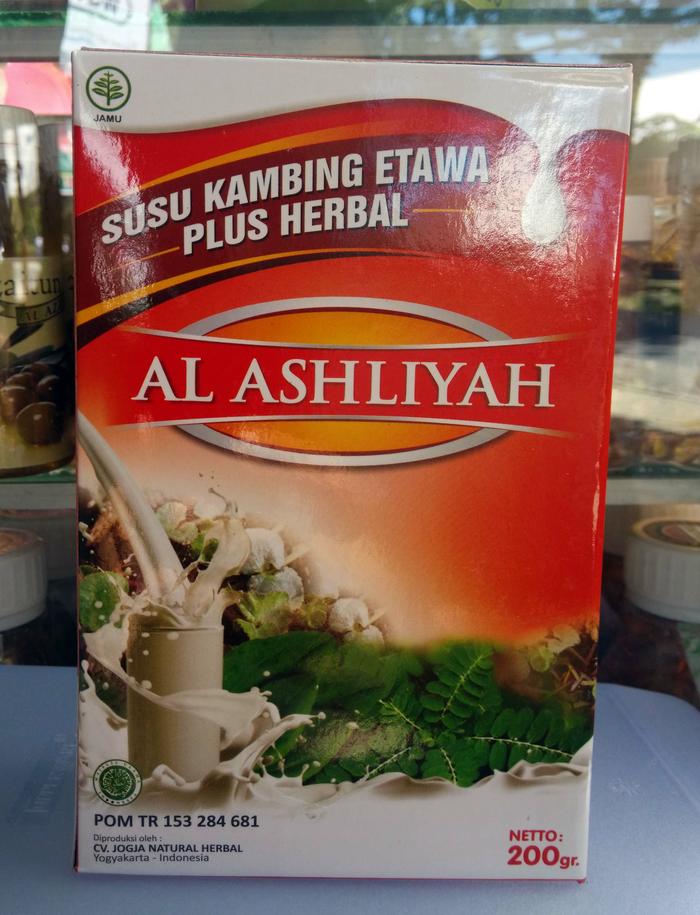 JAMU
SUSU KAMBING ETAWA
PLUS HERBAL
AL ASHLIYAH
POM TR 153 284 681
Diproduksi oleh :
CV. JOGJA NATURAL HERBAL
Yogyakarta - Indonesia
NETTO:
200gr.